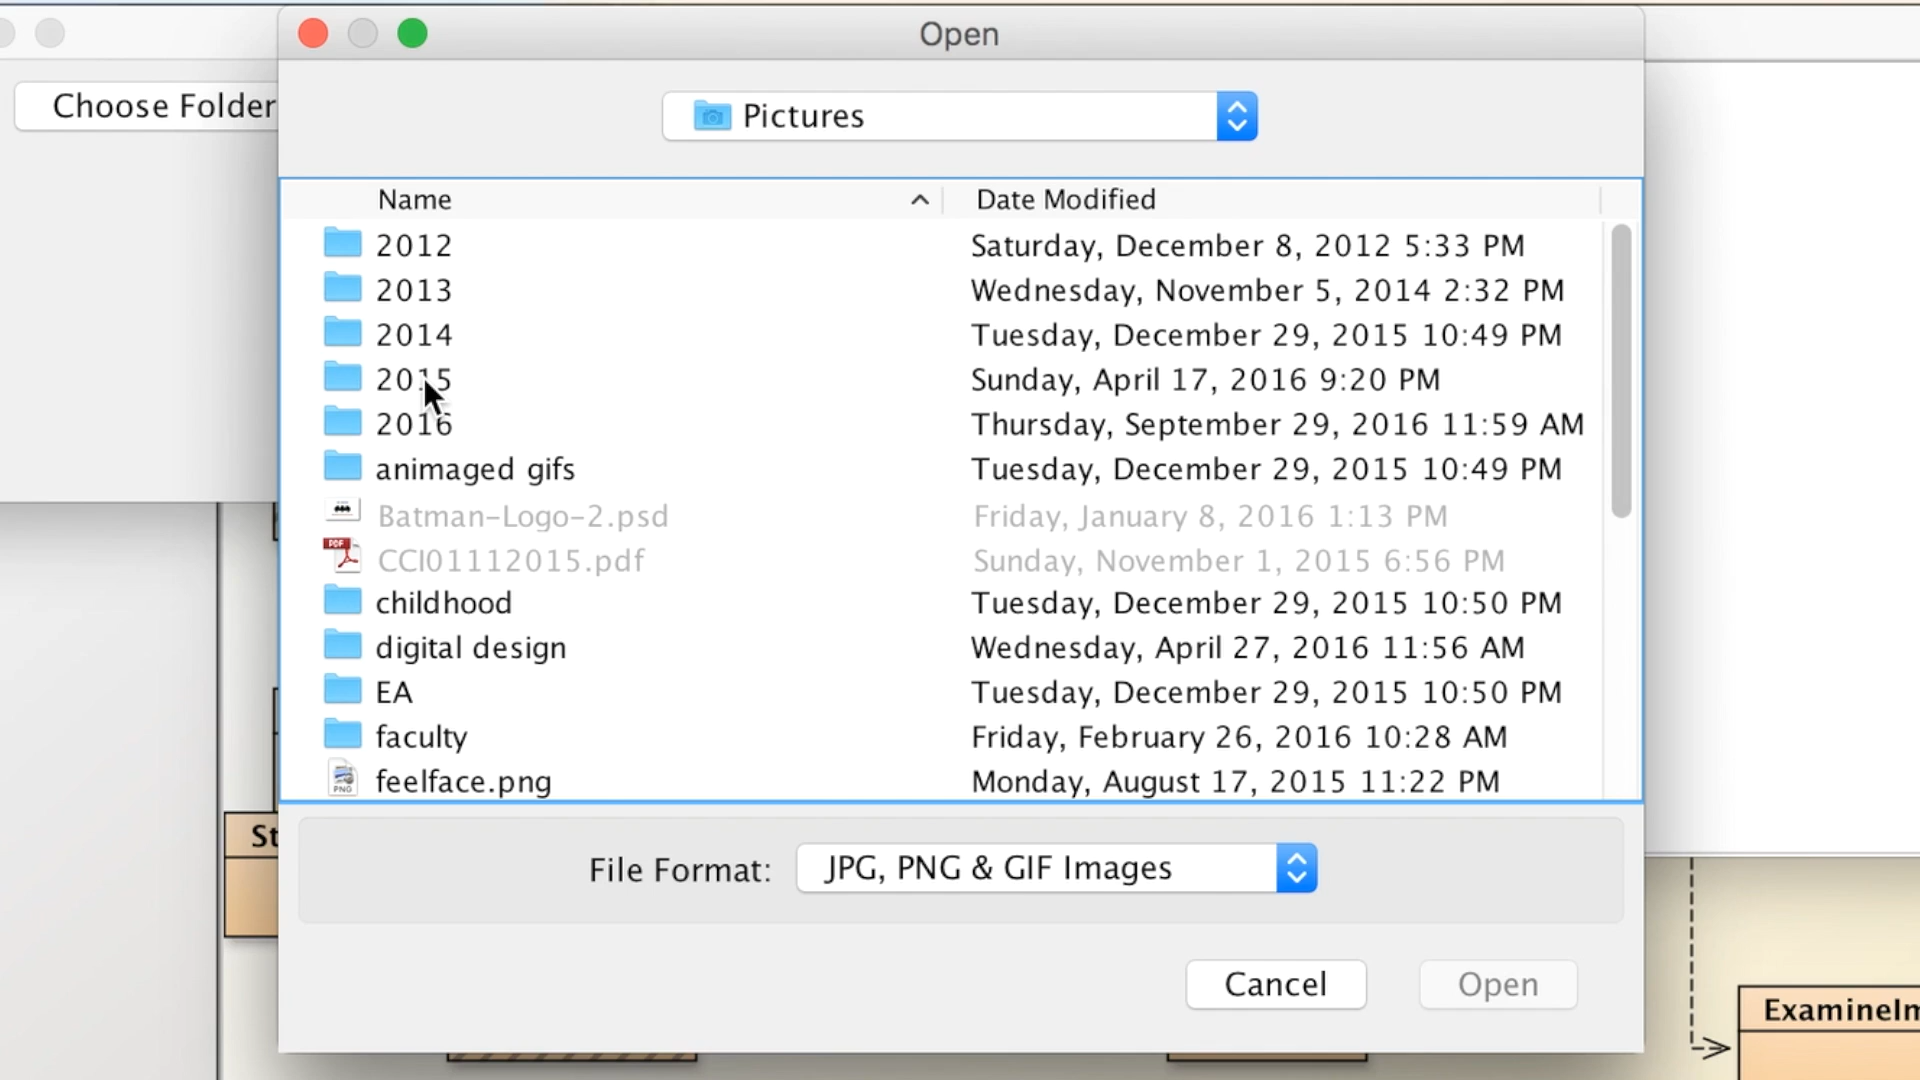 Open
Choose Folder
Pictures
Name Date Modified
2012 Saturday, December 8, 2012 5:33 PM
2013 Wednesday, November 5, 2014 2:32 PM
2014 Tuesday, December 29, 2015 10:49 PM
2015 Sunday, April 17, 2016 9:20 PM
2016 Thursday, September 29, 2016 11:59 AM
animaged gifs Tuesday, December 29, 2015 10:49 PM
Batman-Logo-2.psd Friday, January 8, 2016 1:13 PM
PDF
CCI01112015.pdf Sunday, November 1, 2015 6:56 PM
childhood Tuesday, December 29, 2015 10:50 PM
digital design Wednesday, April 27, 2016 11:56 AM
EA Tuesday, December 29, 2015 10:50 PM
faculty Friday, February 26, 2016 10:28 AM
PNG
feelface.png Monday, August 17, 2015 11:22 PM
St
File Format: JPG, PNG & GIF Images
Cancel Open
ExamineIm